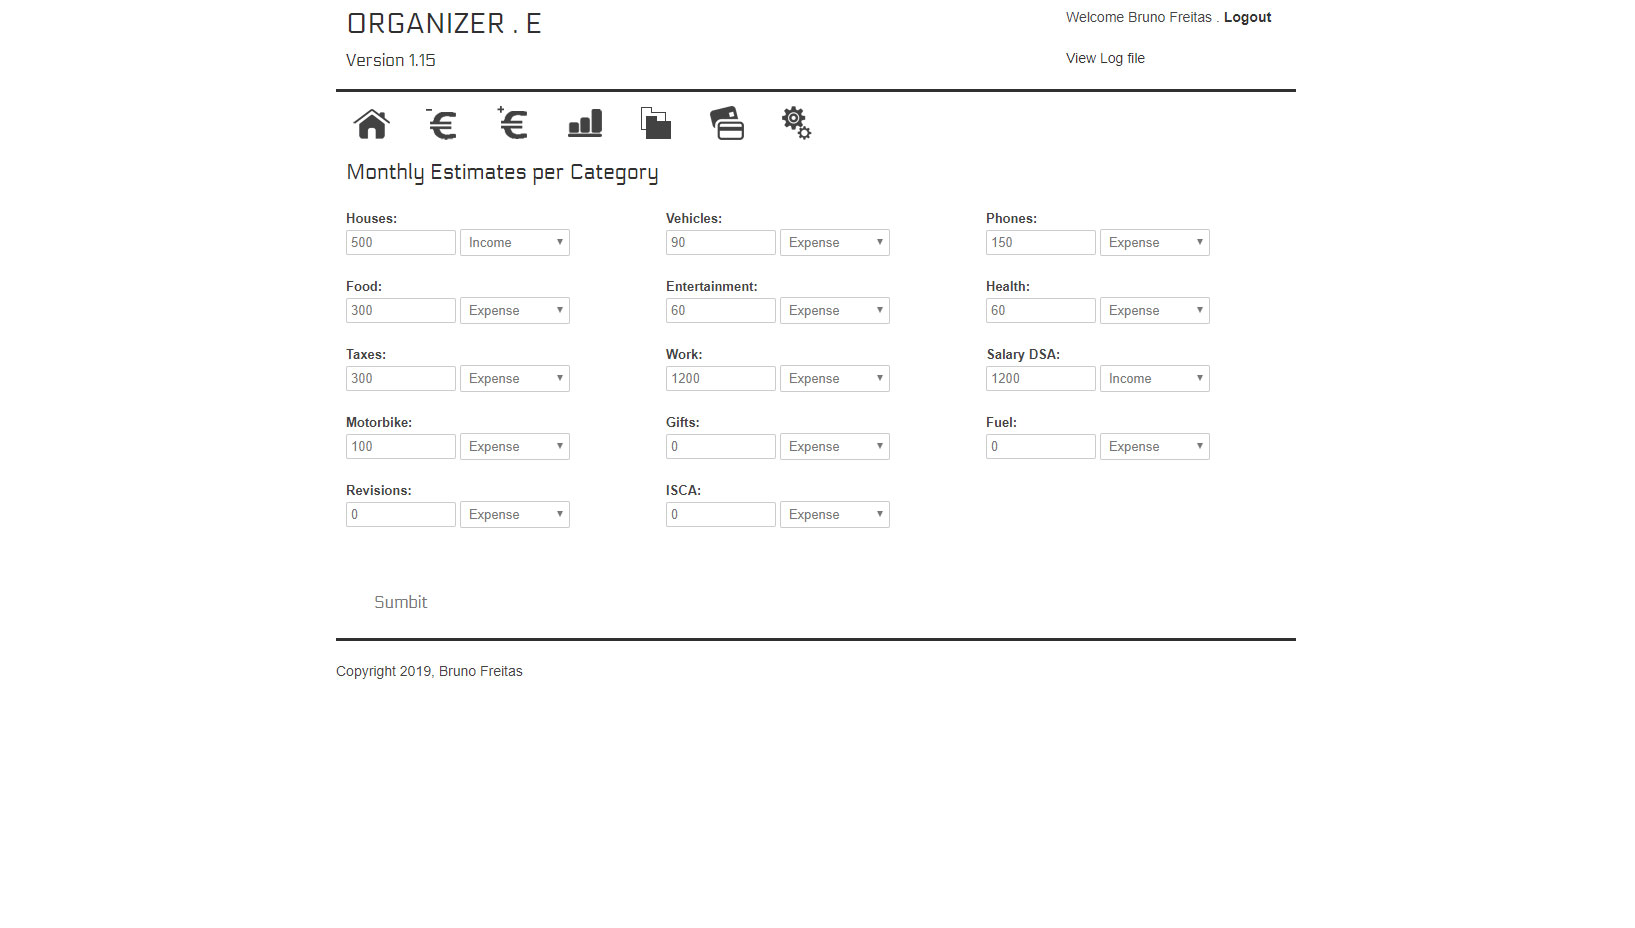 ORGANIZER . E
Welcome Bruno Freitas . Logout
Version 1.15
View Log file
Monthly Estimates per Category
Houses:
500 Income
Vehicles:
90 Expense
Phones:
150 Expense
Food:
300 Expense
Entertainment:
60 Expense
Health:
60 Expense
Taxes:
300 Expense
Work:
1200 Expense
Salary DSA:
1200 Income
Motorbike:
100 Expense
Gifts:
0 Expense
Fuel:
0 Expense
Revisions:
0 Expense
ISCA:
0 Expense
Sumbit
Copyright 2019, Bruno Freitas